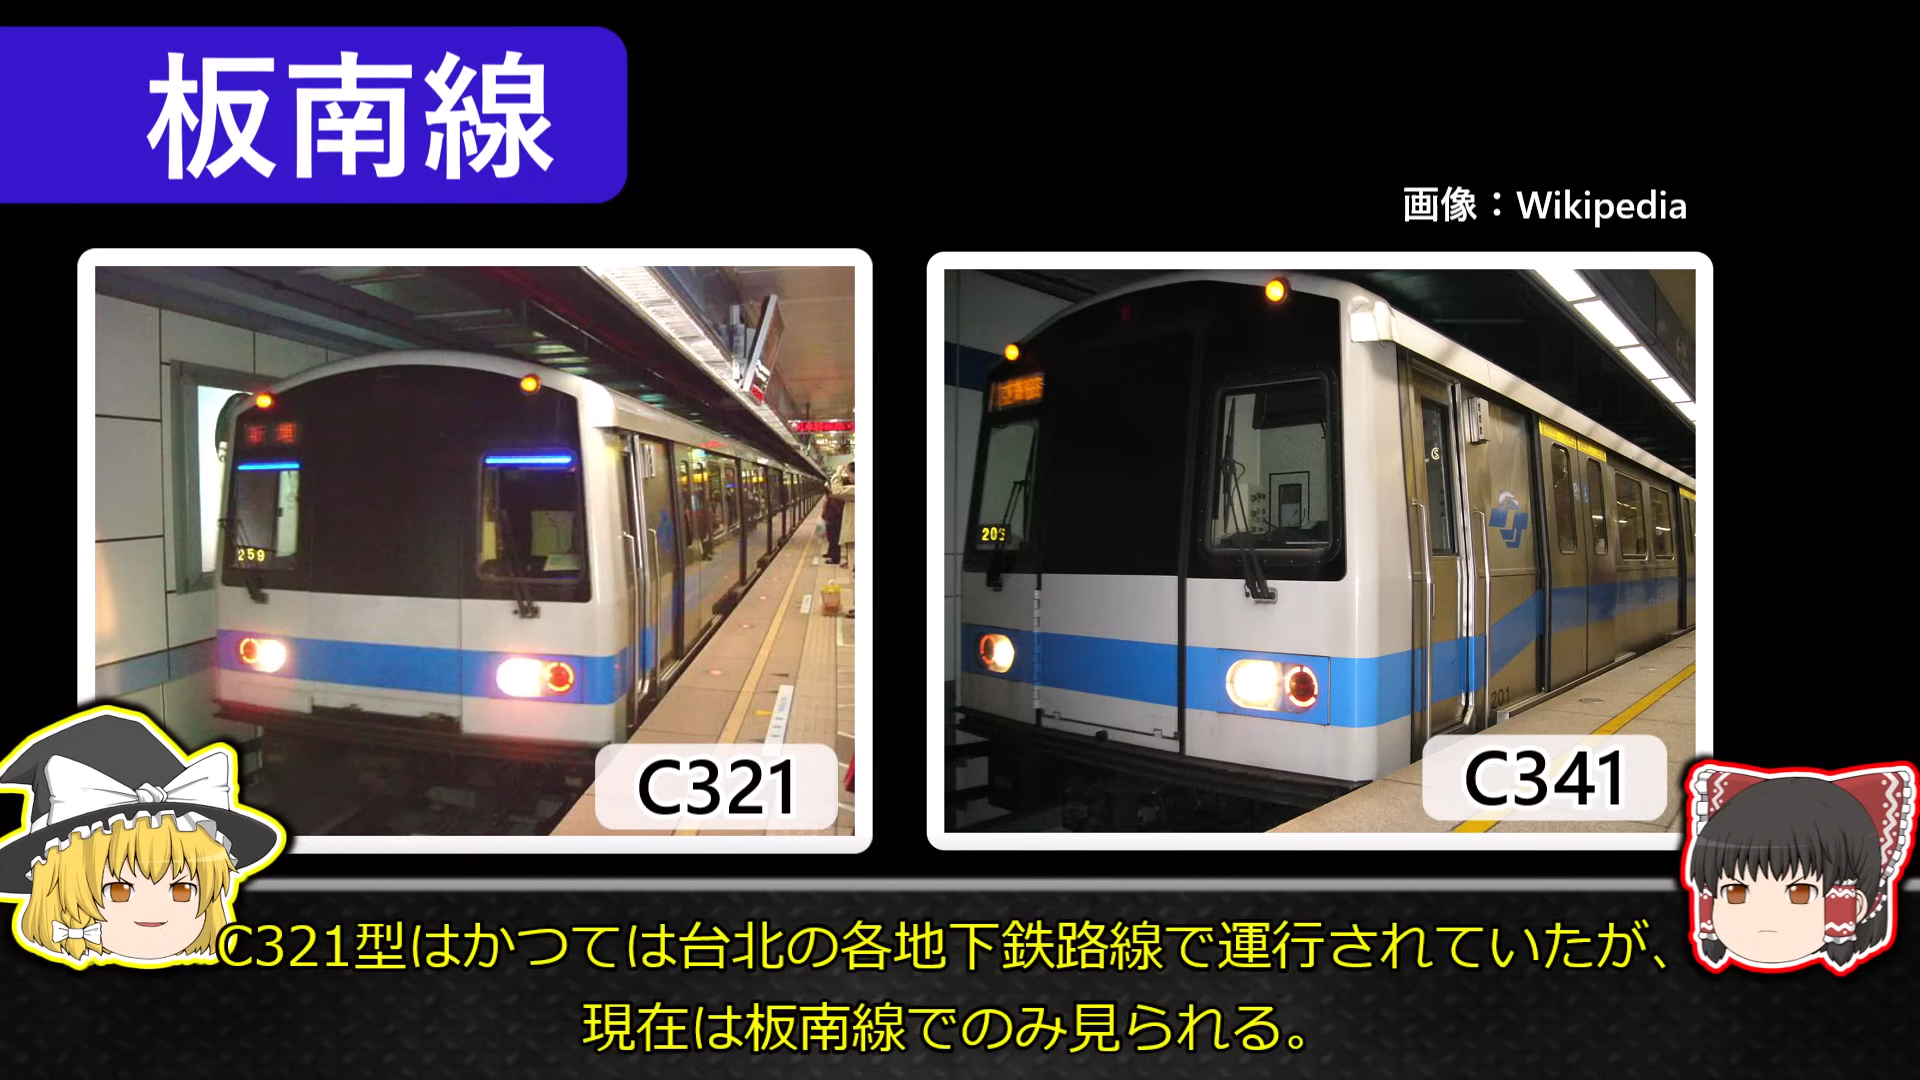 板南線
画像：Wikipedia
259
C321
201
C341
C321型はかつては台北の各地下鉄路線で運行されていたが、
現在は板南線でのみ見られる。